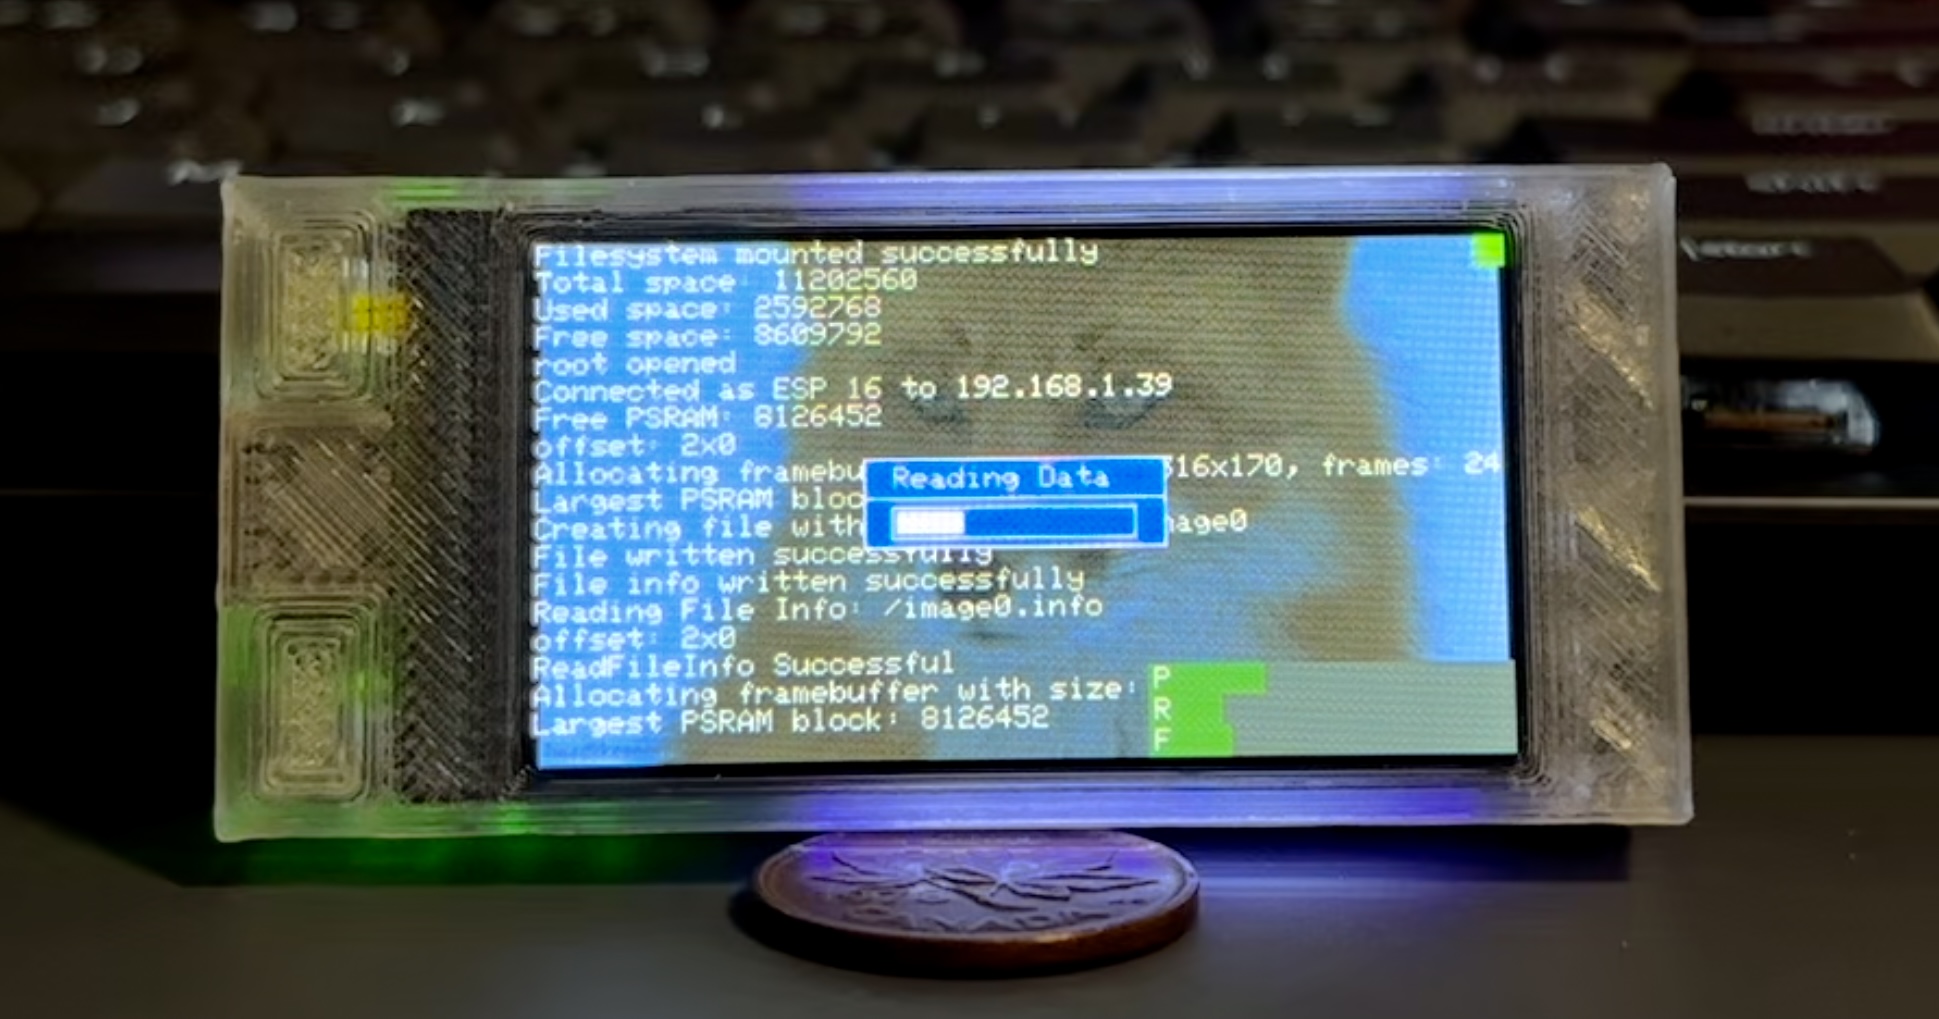 Filesystem mounted successfully
Total space: 11202560
Used space: 2592768
Free space: 8609792
root opened
Connected as ESP 16 to 192.168.1.39
Free PSRAM: 8126452
offset: 2x0
Allocating framebu 316x170, frames: 24
Largest PSRAM bloc
Reading Data
Creating file with mage0
File written successfully
File info written successfully
Reading File Info: /image0.info
offset: 2x0
ReadFileInfo Successful
Allocating framebuffer with size:
Largest PSRAM block: 8126452
P
R
F
CANADA